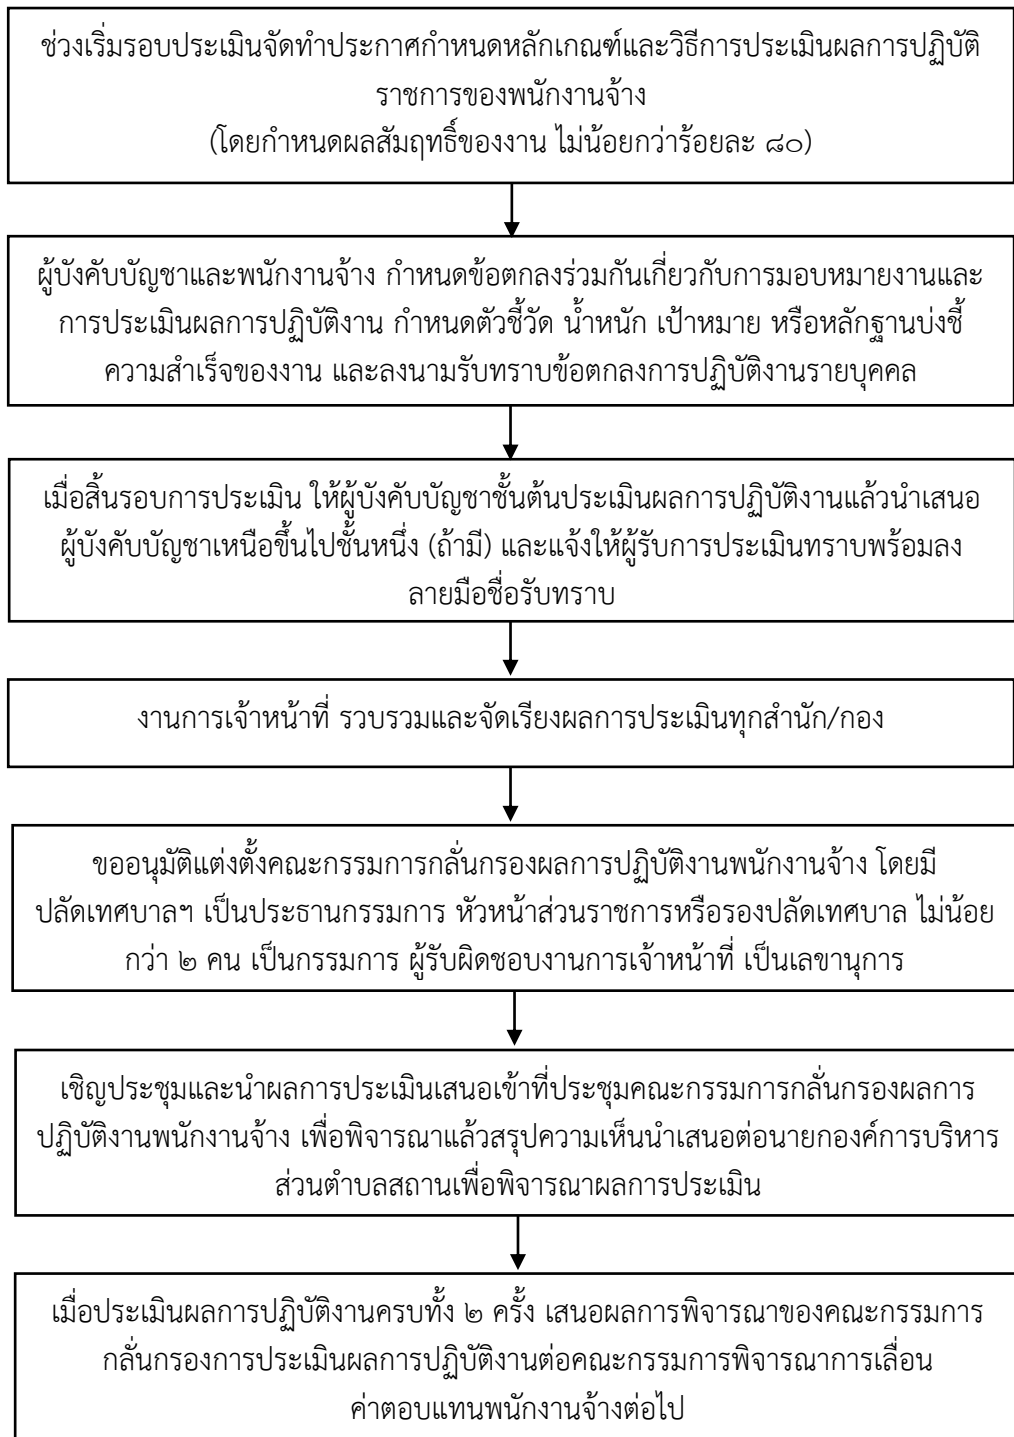 ช่วงเริ่มรอบประเมินจัดทำประกาศกำหนดหลักเกณฑ์และวิธีการประเมินผลการปฏิบัติ
ราชการของพนักงานจ้าง
(โดยกำหนดผลสัมฤทธิ์ของงาน ไม่น้อยกว่าร้อยละ ๘๐)
ผู้บังคับบัญชาและพนักงานจ้าง กำหนดข้อตกลงร่วมกันเกี่ยวกับการมอบหมายงานและ
การประเมินผลการปฏิบัติงาน กำหนดตัวชี้วัด น้ำหนัก เป้าหมาย หรือหลักฐานบ่งชี้
ความสำเร็จของงาน และลงนามรับทราบข้อตกลงการปฏิบัติงานรายบุคคล
เมื่อสิ้นรอบการประเมิน ให้ผู้บังคับบัญชาชั้นต้นประเมินผลการปฏิบัติงานแล้วนำเสนอ
ผู้บังคับบัญชาเหนือขึ้นไปชั้นหนึ่ง (ถ้ามี) และแจ้งให้ผู้รับการประเมินทราบพร้อมลง
ลายมือชื่อรับทราบ
งานการเจ้าหน้าที่ รวบรวมและจัดเรียงผลการประเมินทุกสำนัก/กอง
ขออนุมัติแต่งตั้งคณะกรรมการกลั่นกรองผลการปฏิบัติงานพนักงานจ้าง โดยมี
ปลัดเทศบาลฯ เป็นประธานกรรมการ หัวหน้าส่วนราชการหรือรองปลัดเทศบาล ไม่น้อย
กว่า ๒ คน เป็นกรรมการ ผู้รับผิดชอบงานการเจ้าหน้าที่ เป็นเลขานุการ
เชิญประชุมและนำผลการประเมินเสนอเข้าที่ประชุมคณะกรรมการกลั่นกรองผลการ
ปฏิบัติงานพนักงานจ้าง เพื่อพิจารณาแล้วสรุปความเห็นนำเสนอต่อนายกองค์การบริหาร
ส่วนตำบลสถานเพื่อพิจารณาผลการประเมิน
เมื่อประเมินผลการปฏิบัติงานครบทั้ง ๒ ครั้ง เสนอผลการพิจารณาของคณะกรรมการ
กลั่นกรองการประเมินผลการปฏิบัติงานต่อคณะกรรมการพิจารณาการเลื่อน
ค่าตอบแทนพนักงานจ้างต่อไป